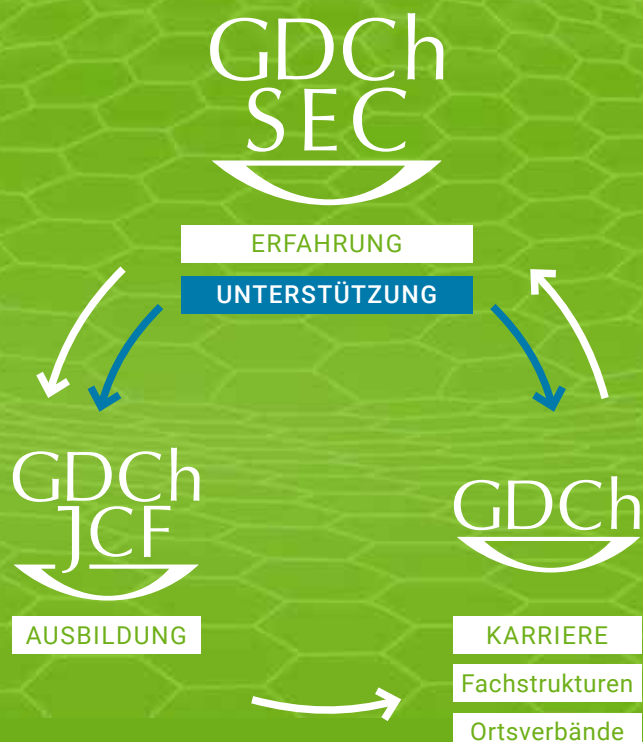 GDCh
SEC
ERFAHRUNG
UNTERSTÜTZUNG
GDCh
JCF
AUSBILDUNG
GDCh
KARRIERE
Fachstrukturen
Ortsverbände